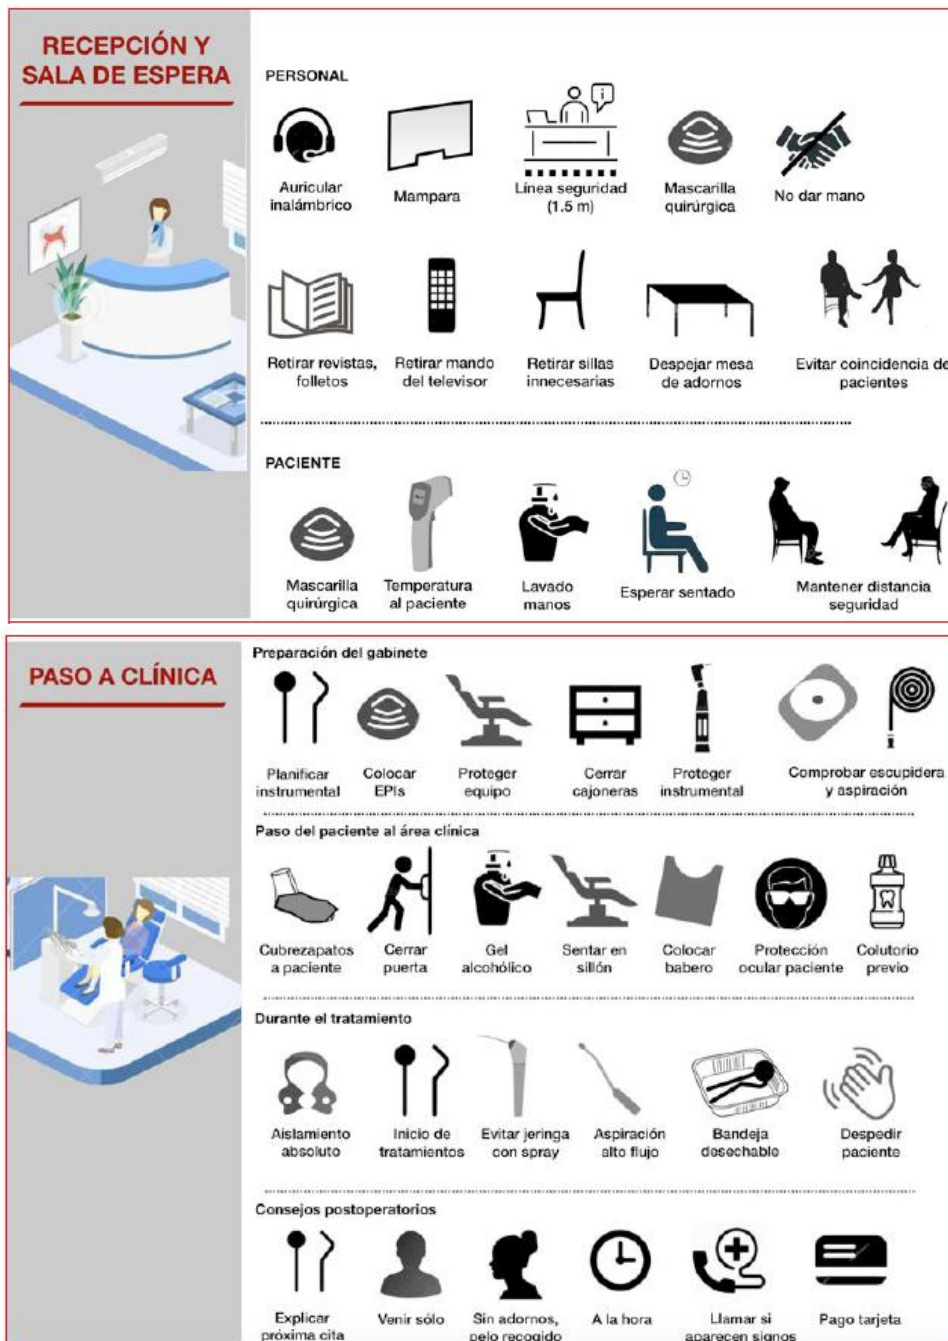 RECEPCIÓN Y
SALA DE ESPERA
PERSONAL
Auricular
inalámbrico
Mampara
Línea seguridad
(1.5 m)
Mascarilla
quirúrgica
No dar mano
Retirar revistas,
folletos
Retirar mando
del televisor
Retirar sillas
innecesarias
Despejar mesa
de adornos
Evitar coincidencia de
pacientes
PACIENTE
Mascarilla
quirúrgica
Temperatura
al paciente
Lavado
manos
Esperar sentado
Mantener distancia
seguridad
PASO A CLÍNICA
Preparación del gabinete
Planificar
instrumental
Colocar
EPIs
Proteger
equipo
Cerrar
cajoneras
Proteger
instrumental
Comprobar escupidera
y aspiración
Paso del paciente al área clínica
Cubrezapatos
a paciente
Cerrar
puerta
Gel
alcohólico
Sentar en
sillón
Colocar
babero
Protección
ocular paciente
Colutorio
previo
Durante el tratamiento
Aislamiento
absoluto
Inicio de
tratamientos
Evitar jeringa
con spray
Aspiración
alto flujo
Bandeja
desechable
Despedir
paciente
Consejos postoperatorios
Explicar
próxima cita
Venir sólo
Sin adornos,
pelo recogido
A la hora
Llamar si
aparecen signos
Pago tarjeta